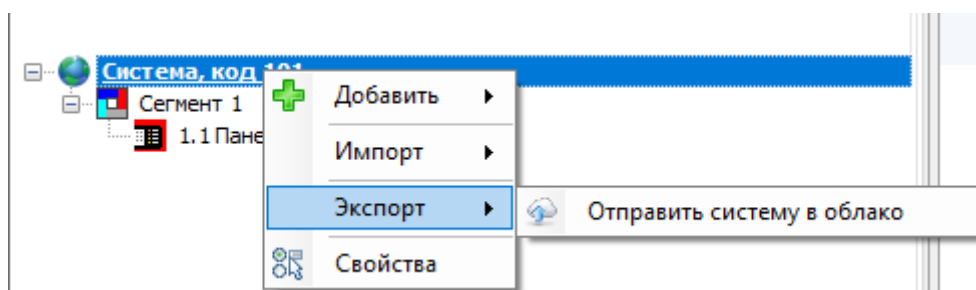 Система, код 101
Сегмент 1
1.1 Пане
Добавить
Импорт
Экспорт
Отправить систему в облако
Свойства